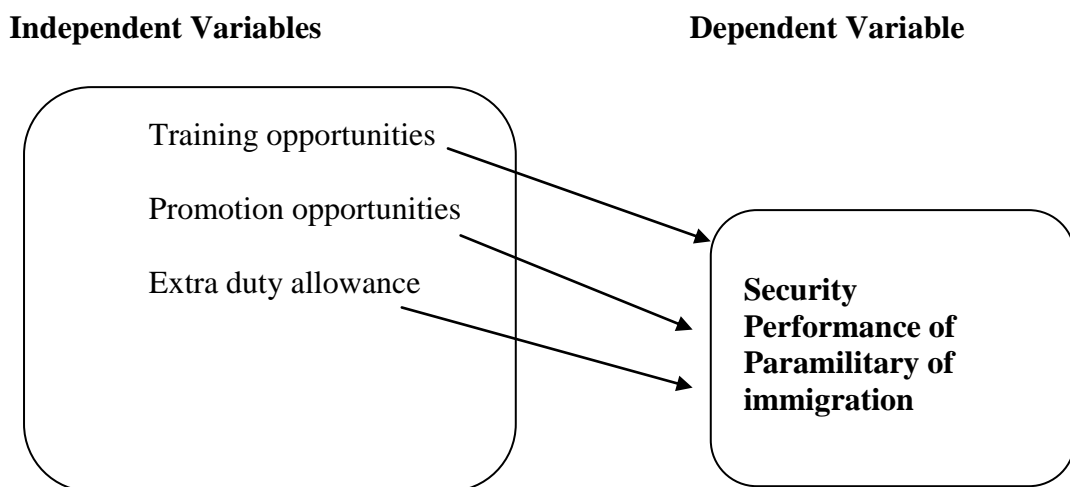 Independent Variables
Dependent Variable
Training opportunities
Promotion opportunities
Extra duty allowance
Security
Performance of
Paramilitary of
immigration